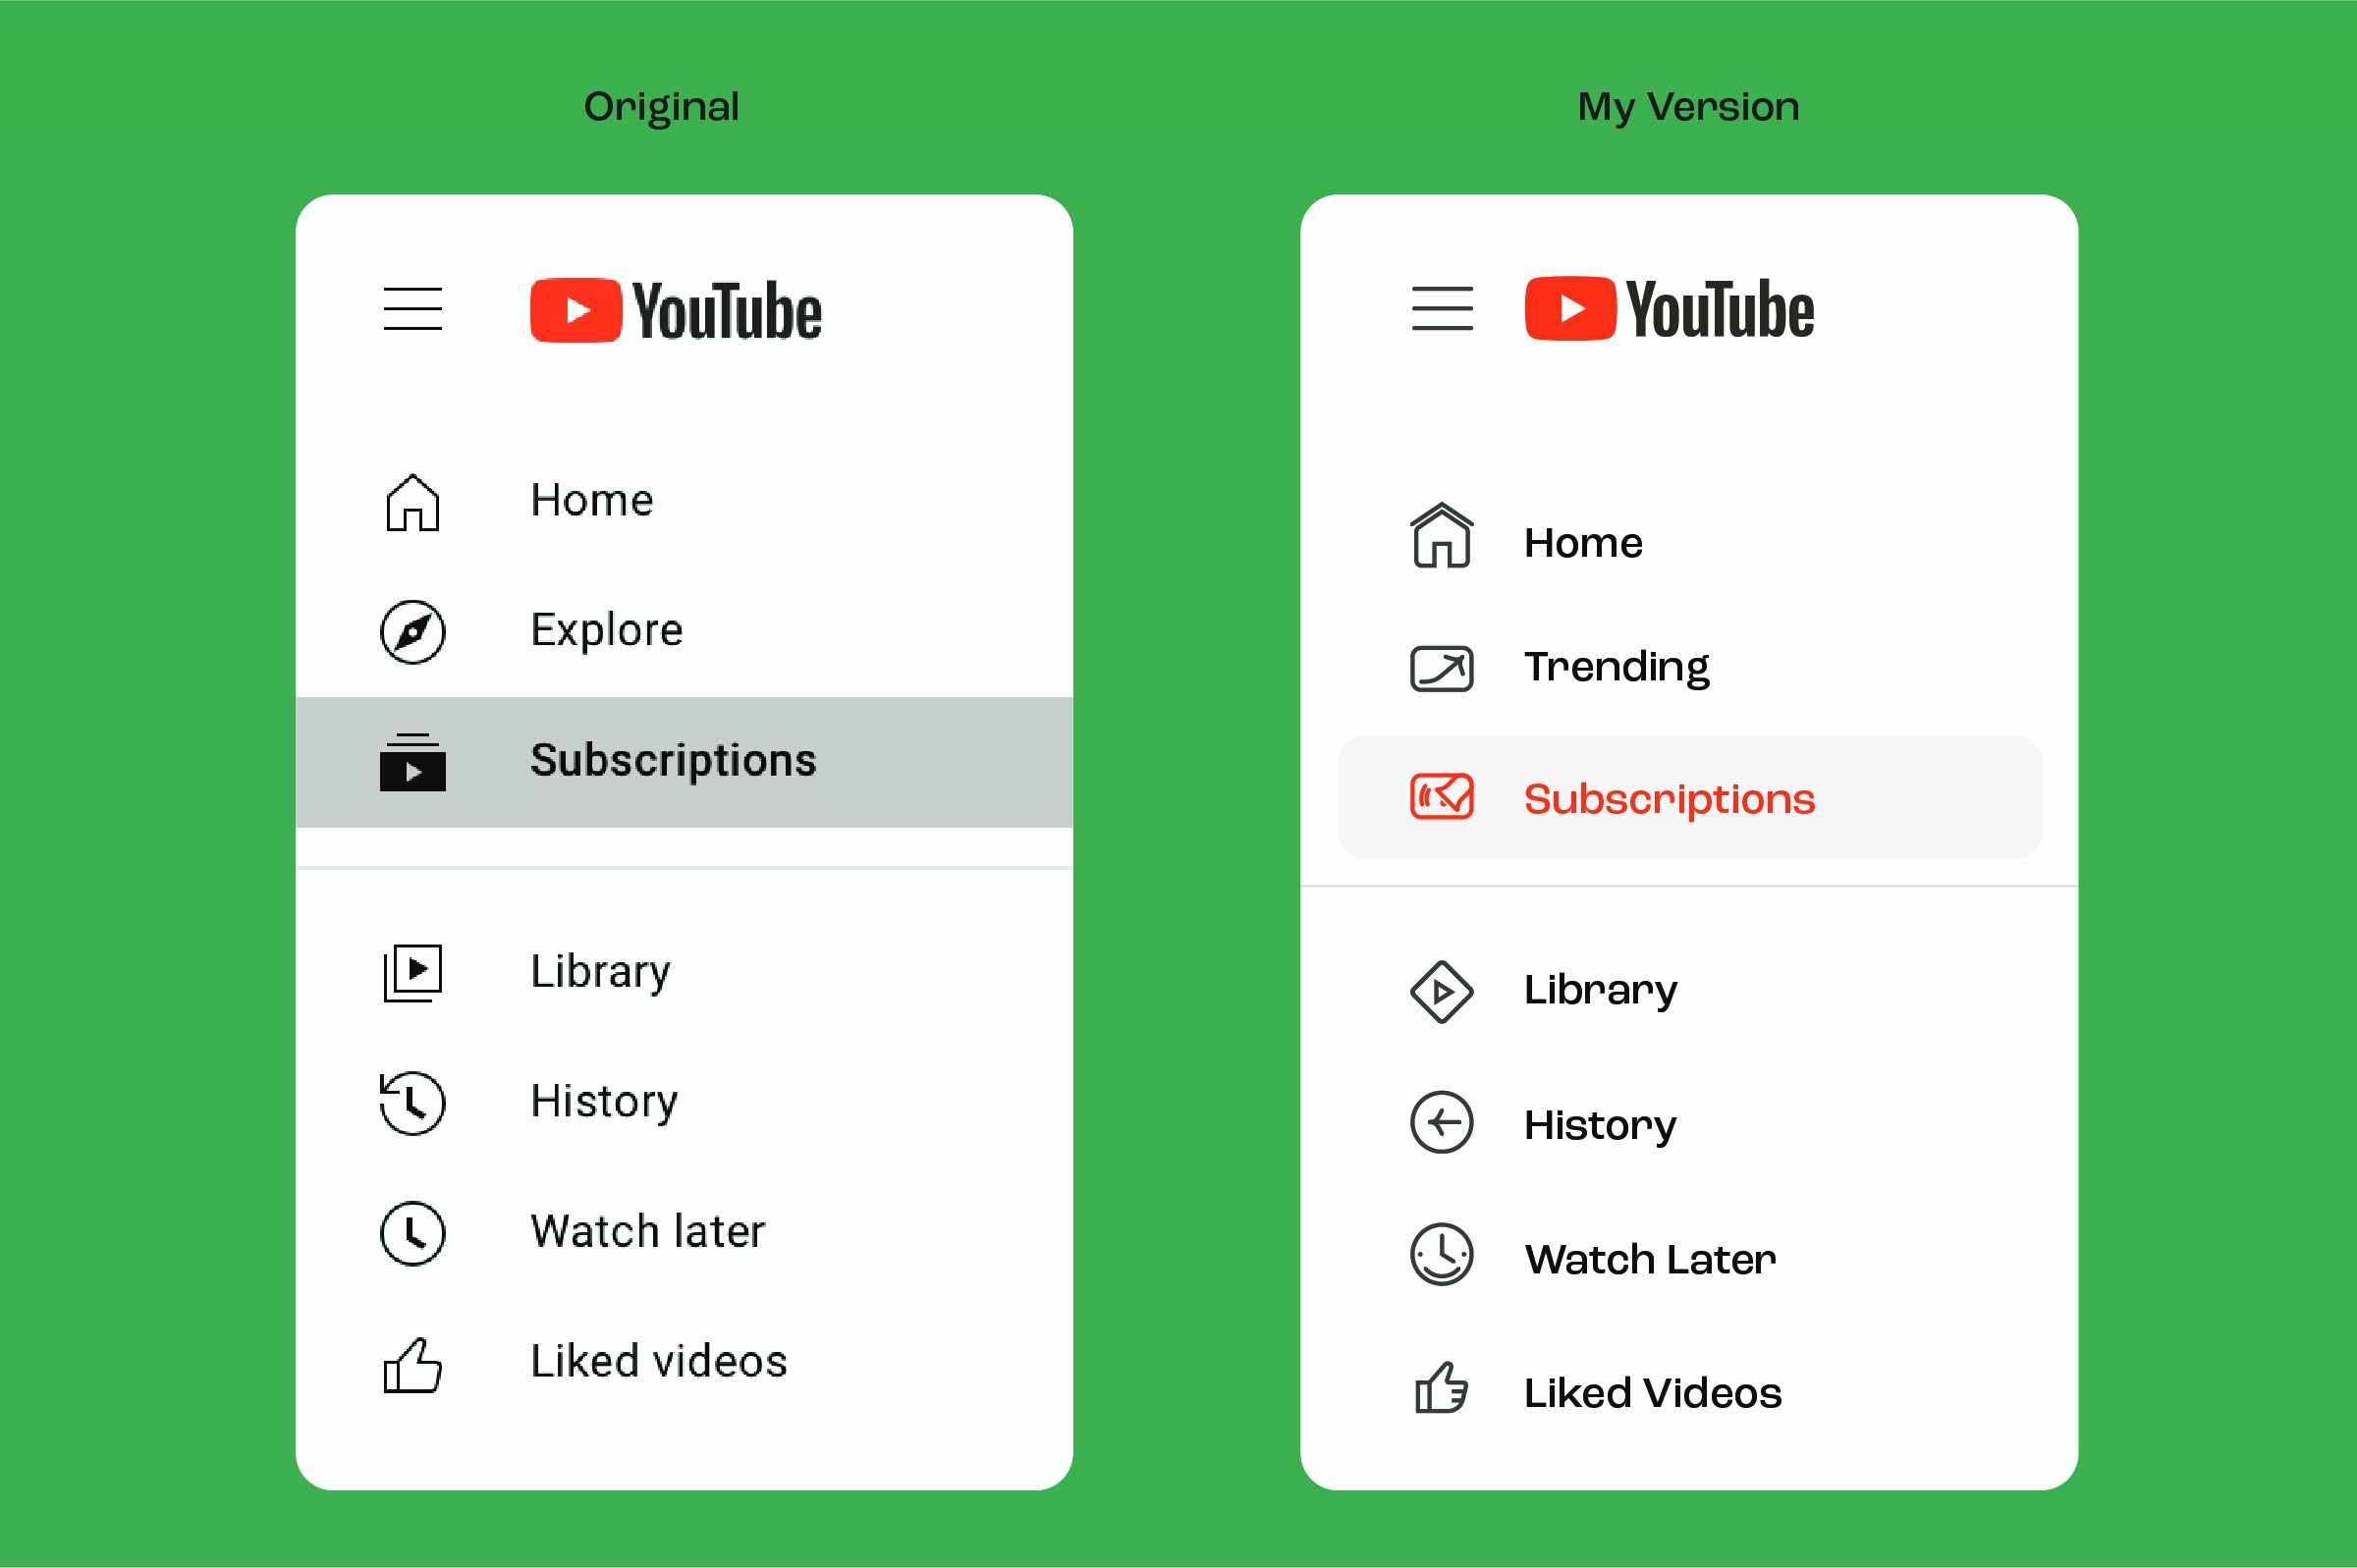 Original
YouTube
Home
Explore
Subscriptions
Library
History
Watch later
Liked videos
My Version
YouTube
Home
Trending
Subscriptions
Library
History
Watch Later
Liked Videos